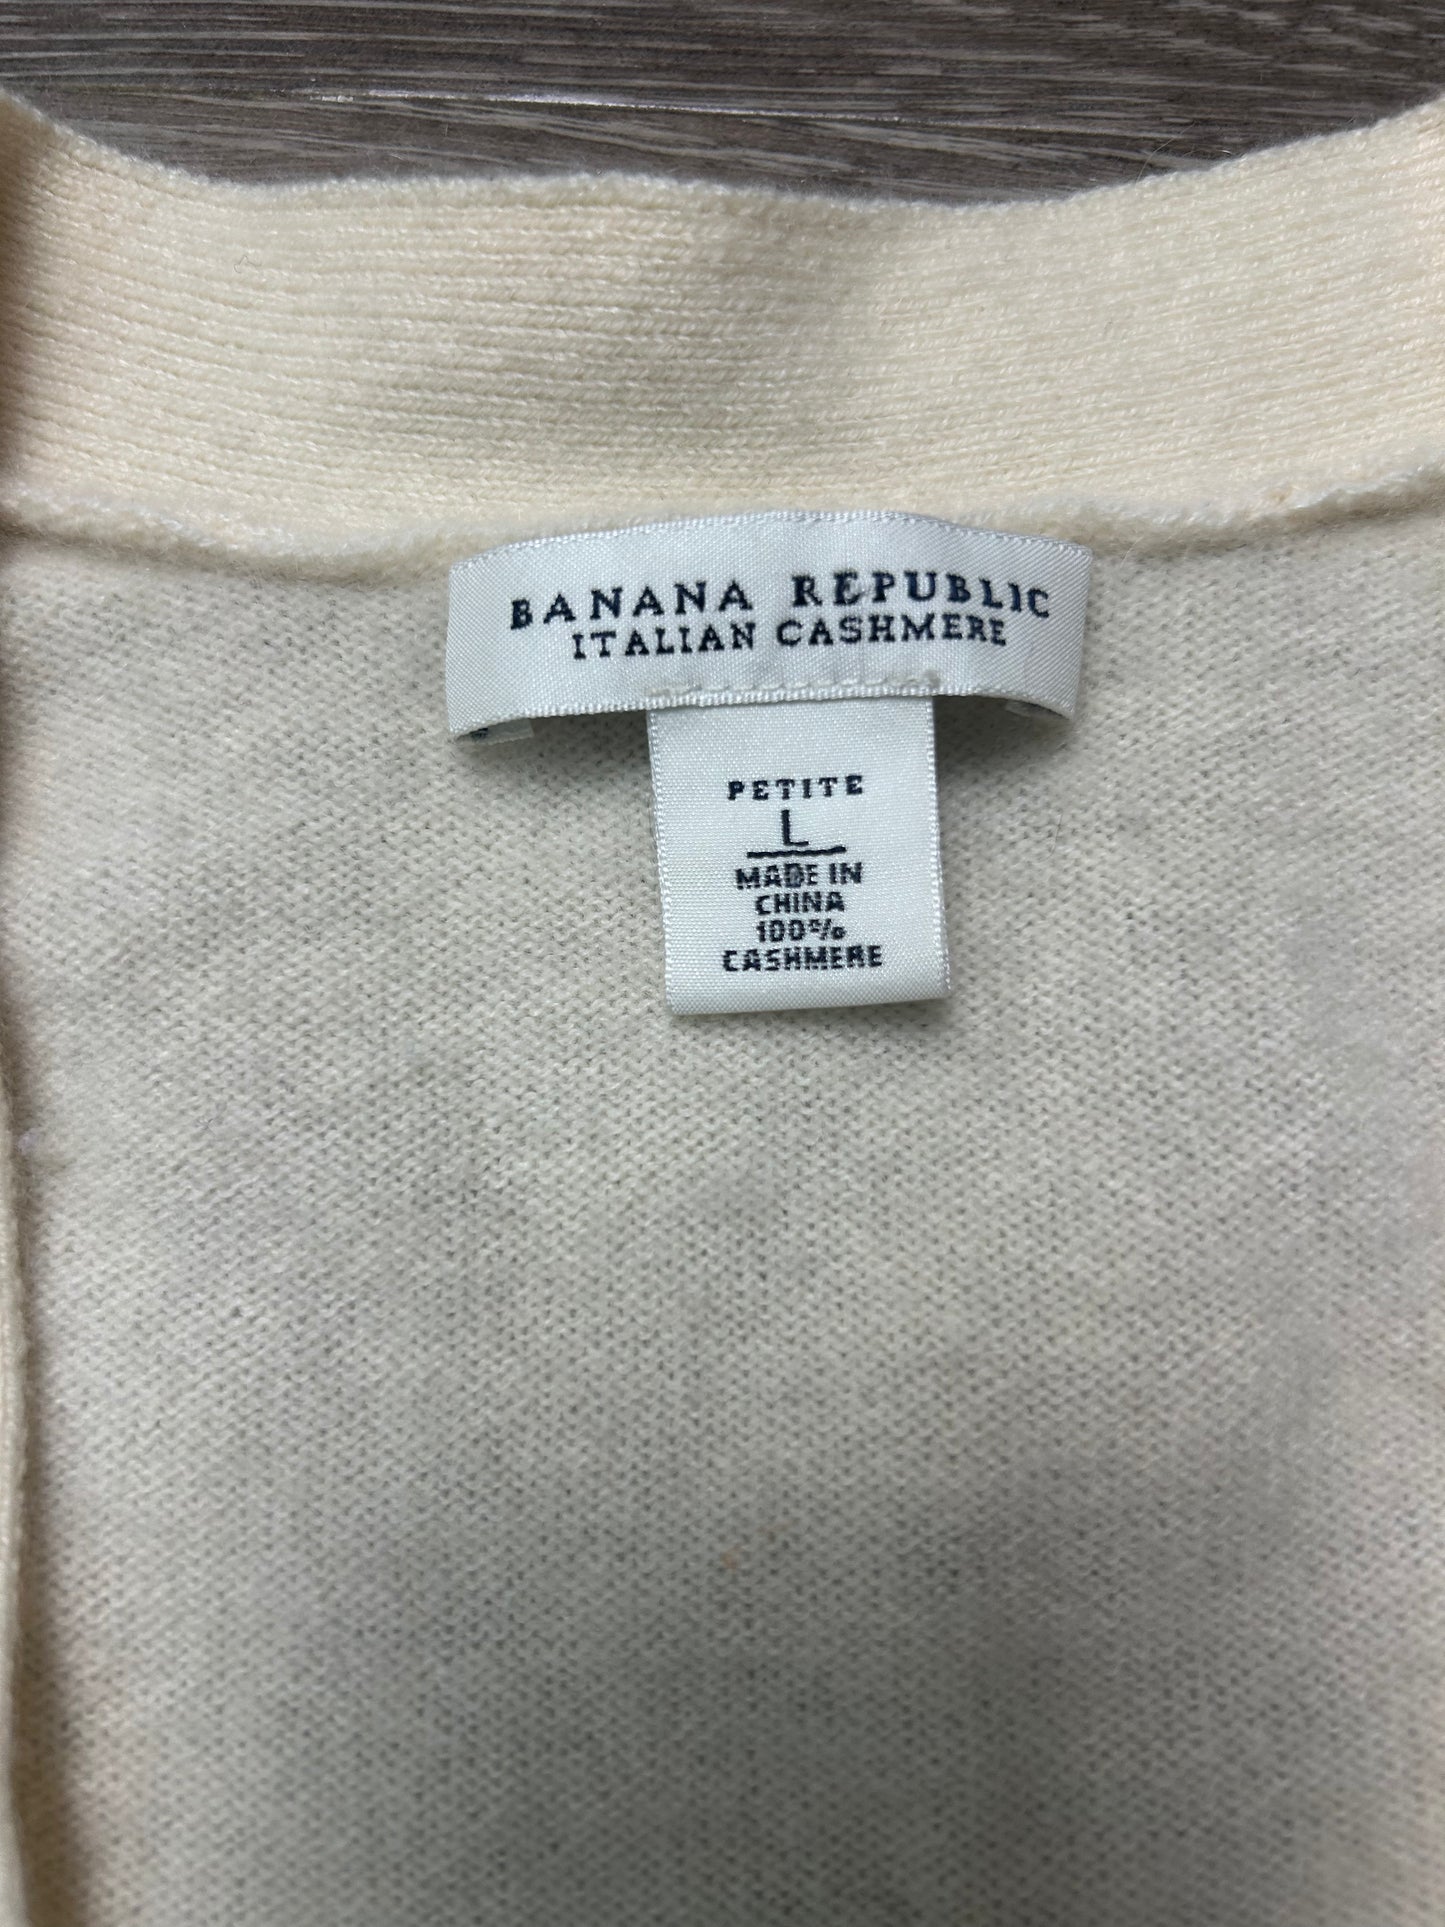 BANANA REPUBLIC
ITALIAN CASHMERE
PETITE
L
MADE IN
CHINA
100%
CASHMERE